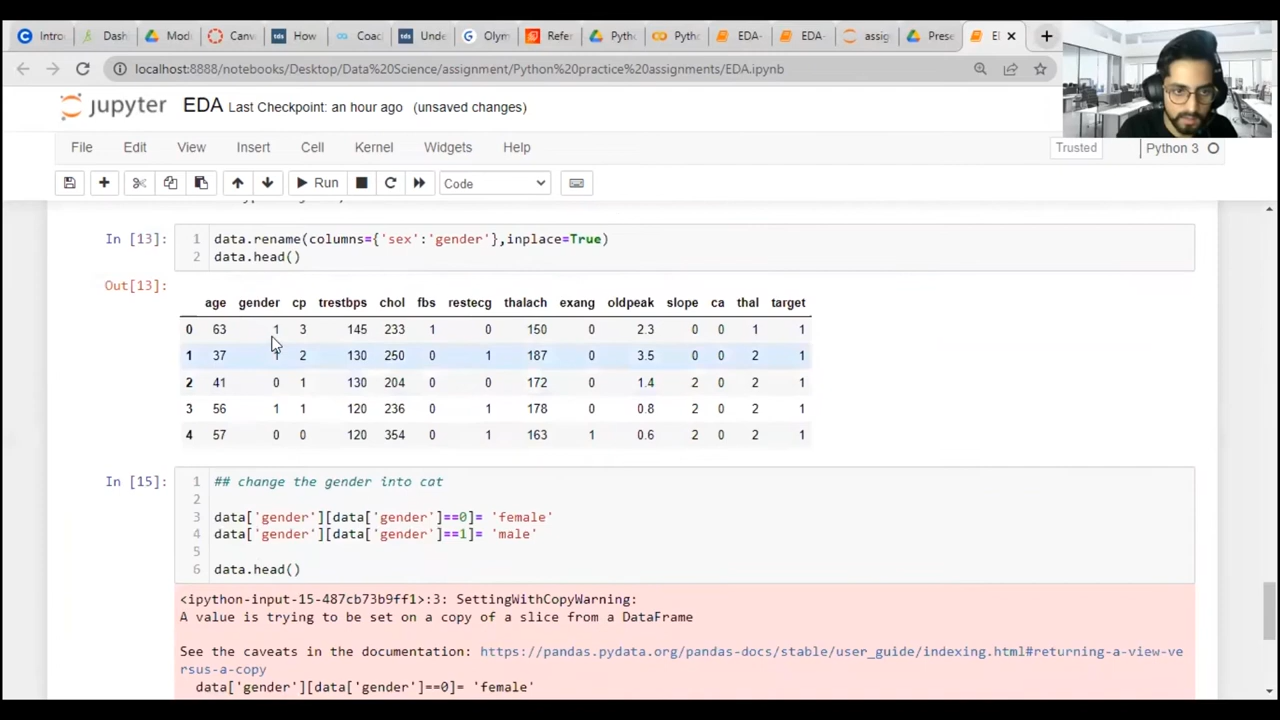 Intro
Dash
Mod
Canv
tds
How
Coac
tds
Unde
Olym
Refer
Pytho
Pytho
EDA-
EDA-
assig
Prese
E
localhost:8888/notebooks/Desktop/Data%20Science/assignment/Python%20practice%20assignments/EDA.ipynb
jupyter EDA Last Checkpoint: an hour ago (unsaved changes)
File Edit View Insert Cell Kernel Widgets Help
Trusted
Python 3
Run
Code
In [13]:
1 data.rename(columns={'sex':'gender'},inplace=True)
2 data.head()
Out[13]:
age gender cp trestbps chol fbs restecg thalach exang oldpeak slope ca thal target
0 63 1 3 145 233 1 0 150 0 2.3 0 0 1 1
1 37 1 2 130 250 0 1 187 0 3.5 0 0 2 1
2 41 0 1 130 204 0 0 172 0 1.4 2 0 2 1
3 56 1 1 120 236 0 1 178 0 0.8 2 0 2 1
4 57 0 0 120 354 0 1 163 1 0.6 2 0 2 1
In [15]:
1 ## change the gender into cat
2
3 data['gender'][data['gender']==0]= 'female'
4 data['gender'][data['gender']==1]= 'male'
5
6 data.head()
<ipython-input-15-487cb73b9ff1>:3: SettingWithCopyWarning:
A value is trying to be set on a copy of a slice from a DataFrame
See the caveats in the documentation: https://pandas.pydata.org/pandas-docs/stable/user_guide/indexing.html#returning-a-view-ve
rsus-a-copy
data['gender'][data['gender']==0]= 'female'